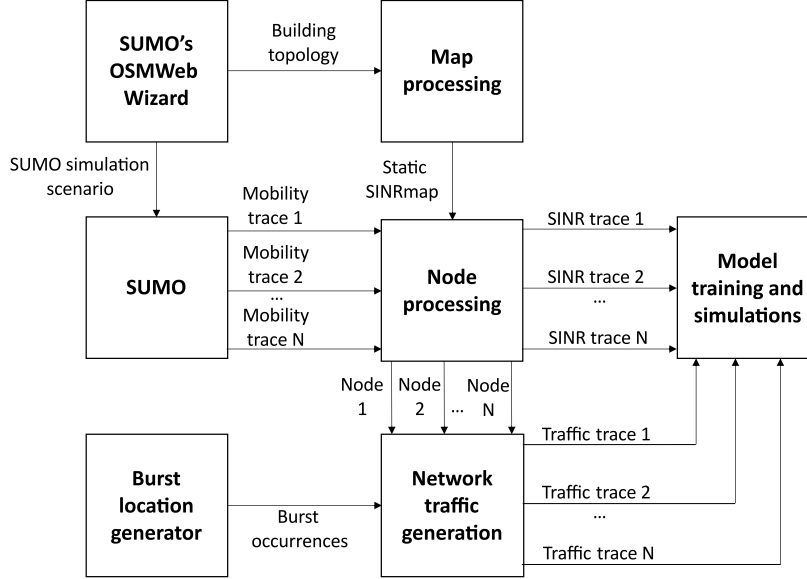 SUMO's
OSMWeb
Wizard
Building
topology
Map
processing
SUMO simulation
scenario
Static
SINRmap
Mobility
trace 1
Mobility
trace 2
...
Mobility
trace N
SUMO
Node
processing
SINR trace 1
SINR trace 2
...
SINR trace N
Model
training and
simulations
Node
1
Node
2
...
Node
N
Burst
location
generator
Burst
occurrences
Network
traffic
generation
Traffic trace 1
Traffic trace 2
...
Traffic trace N